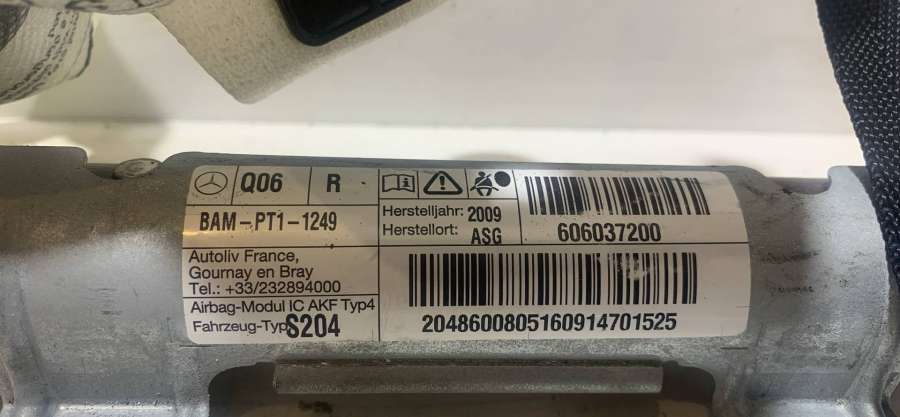 Q06 R
BAM-PT1-1249
Autoliv France,
Gournay en Bray
Tel.: +33/232894000
Airbag-Modul IC AKF Typ4
Fahrzeug-Typ S204
Herstelljahr: 2009
Herstellort: ASG
606037200
2048600805160914701525